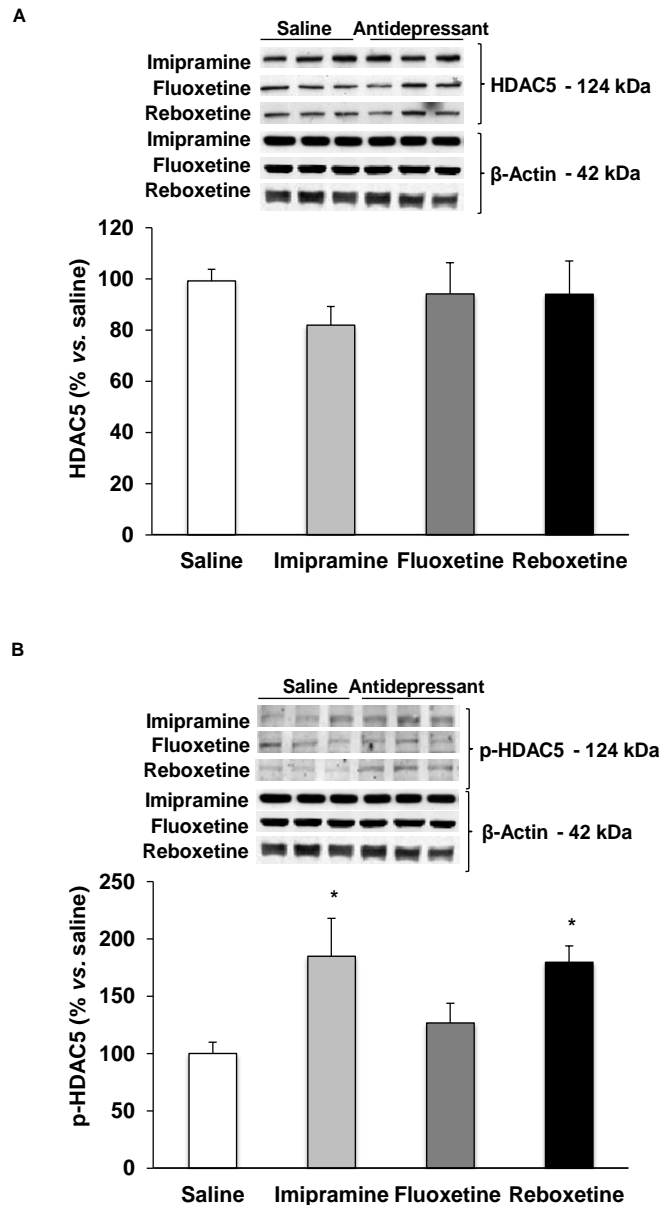 A
Saline Antidepressant
Imipramine
Fluoxetine
Reboxetine
HDAC5 - 124 kDa
Imipramine
Fluoxetine
Reboxetine
β-Actin - 42 kDa
120
100
80
60
40
20
0
HDAC5 (% vs. saline)
Saline Imipramine Fluoxetine Reboxetine
B
Saline Antidepressant
Imipramine
Fluoxetine
Reboxetine
p-HDAC5 - 124 kDa
Imipramine
Fluoxetine
Reboxetine
β-Actin - 42 kDa
250
200
150
100
50
0
p-HDAC5 (% vs. saline)
* *
Saline Imipramine Fluoxetine Reboxetine